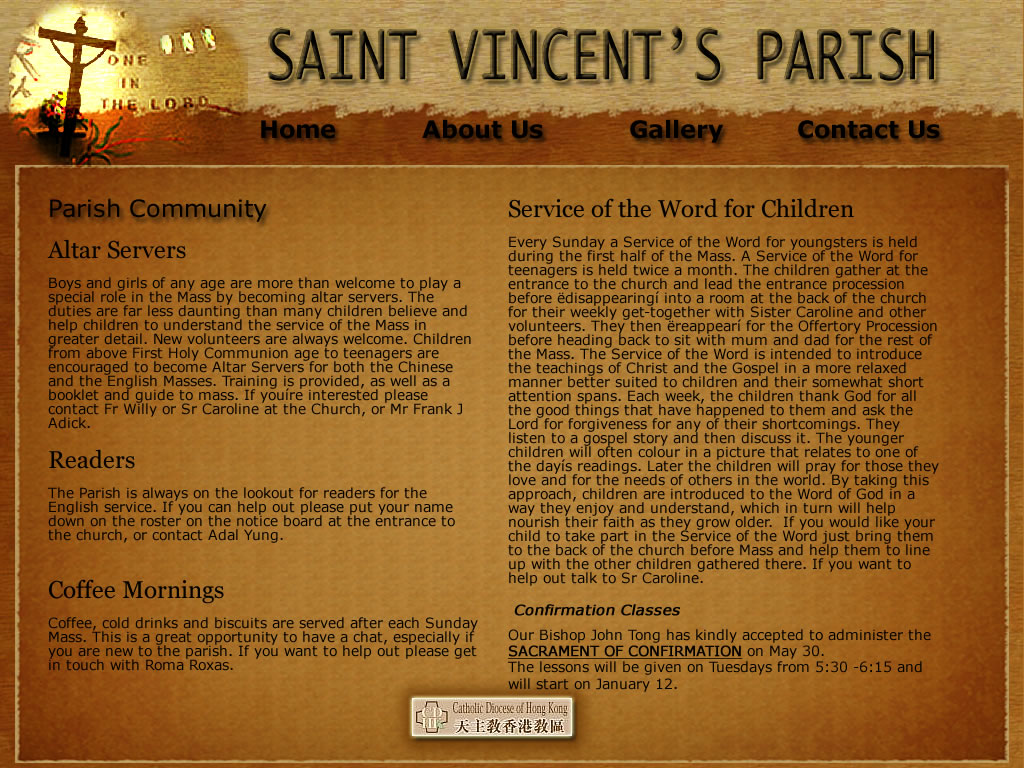 ONE
IN
THE LORD
SAINT VINCENT'S PARISH
Home About Us Gallery Contact Us
Parish Community
Altar Servers
Boys and girls of any age are more than welcome to play a
special role in the Mass by becoming altar servers. The
duties are far less daunting than many children believe and
help children to understand the service of the Mass in
greater detail. New volunteers are always welcome. Children
from above First Holy Communion age to teenagers are
encouraged to become Altar Servers for both the Chinese
and the English Masses. Training is provided, as well as a
booklet and guide to mass. If youíre interested please
contact Fr Willy or Sr Caroline at the Church, or Mr Frank J
Adick.
Readers
The Parish is always on the lookout for readers for the
English service. If you can help out please put your name
down on the roster on the notice board at the entrance to
the church, or contact Adal Yung.
Coffee Mornings
Coffee, cold drinks and biscuits are served after each Sunday
Mass. This is a great opportunity to have a chat, especially if
you are new to the parish. If you want to help out please get
in touch with Roma Roxas.
Service of the Word for Children
Every Sunday a Service of the Word for youngsters is held
during the first half of the Mass. A Service of the Word for
teenagers is held twice a month. The children gather at the
entrance to the church and lead the entrance procession
before ëdisappearingí into a room at the back of the church
for their weekly get-together with Sister Caroline and other
volunteers. They then ëreappearí for the Offertory Procession
before heading back to sit with mum and dad for the rest of
the Mass. The Service of the Word is intended to introduce
the teachings of Christ and the Gospel in a more relaxed
manner better suited to children and their somewhat short
attention spans. Each week, the children thank God for all
the good things that have happened to them and ask the
Lord for forgiveness for any of their shortcomings. They
listen to a gospel story and then discuss it. The younger
children will often colour in a picture that relates to one of
the dayís readings. Later the children will pray for those they
love and for the needs of others in the world. By taking this
approach, children are introduced to the Word of God in a
way they enjoy and understand, which in turn will help
nourish their faith as they grow older.  If you would like your
child to take part in the Service of the Word just bring them
to the back of the church before Mass and help them to line
up with the other children gathered there. If you want to
help out talk to Sr Caroline.
Confirmation Classes
Our Bishop John Tong has kindly accepted to administer the
SACRAMENT OF CONFIRMATION on May 30.
The lessons will be given on Tuesdays from 5:30 -6:15 and
will start on January 12.
Catholic Diocese of Hong Kong
天主教香港教區